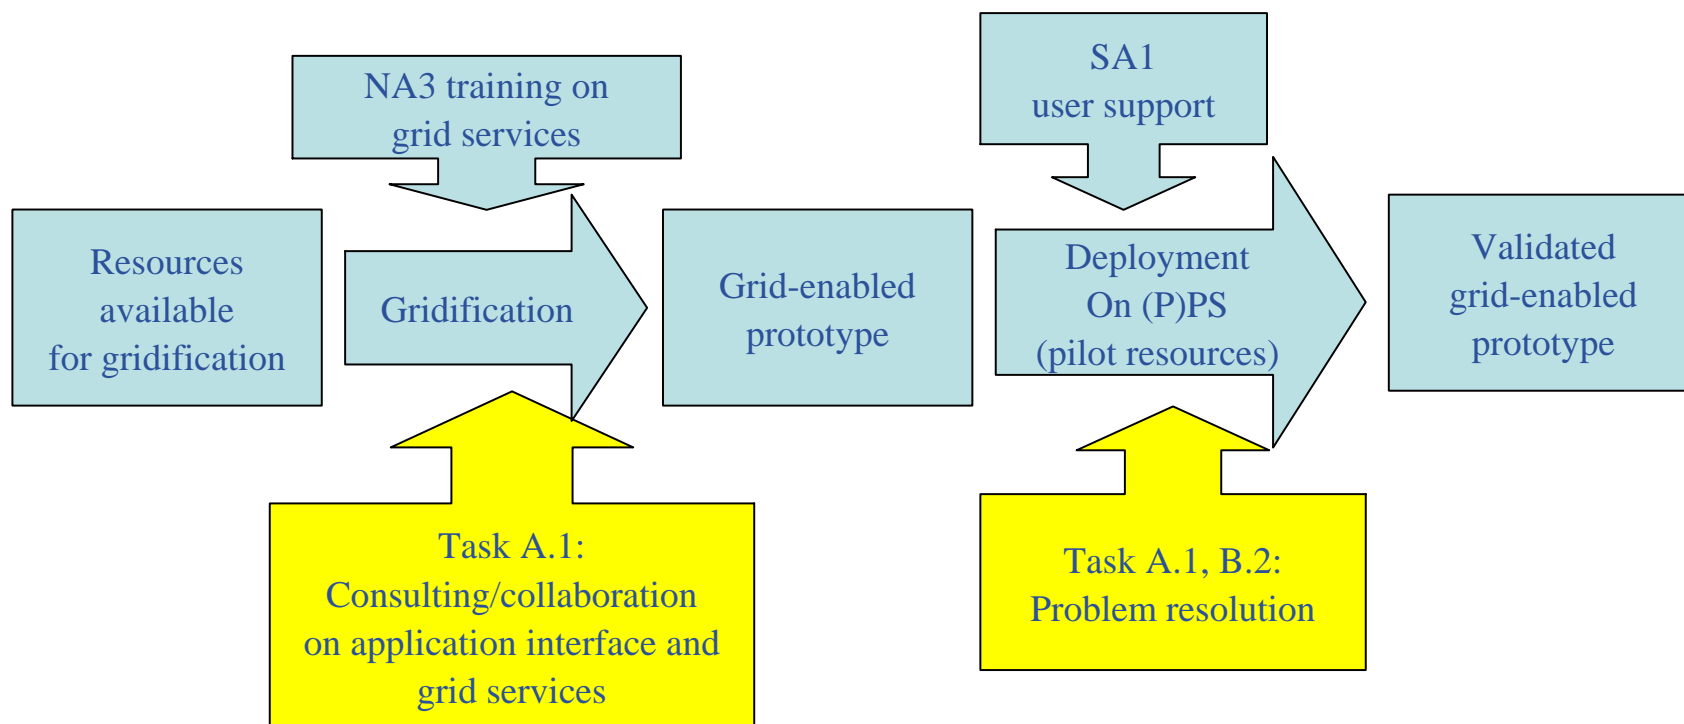 NA3 training on
grid services
SA1
user support
Resources
available
for gridification
Gridification
Grid-enabled
prototype
Deployment
On (P)PS
(pilot resources)
Validated
grid-enabled
prototype
Task A.1:
Consulting/collaboration
on application interface and
grid services
Task A.1, B.2:
Problem resolution